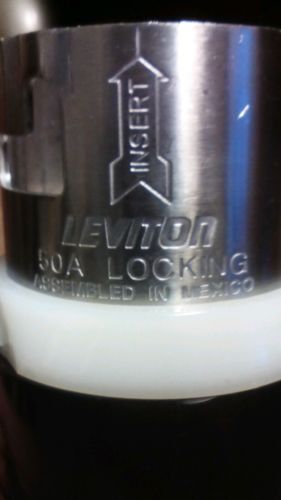 INSERT
LEVITON
50A LOCKING
ASSEMBLED IN MEXICO